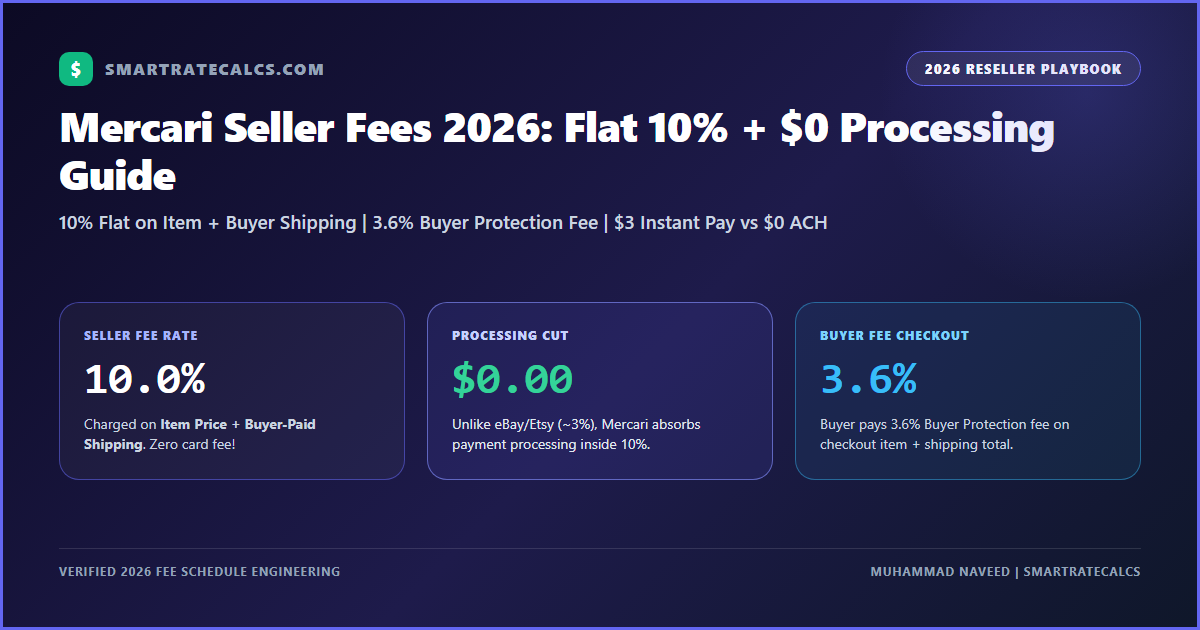 $ SMARTRATECALCS.COM
2026 RESELLER PLAYBOOK
Mercari Seller Fees 2026: Flat 10% + $0 Processing
Guide
10% Flat on Item + Buyer Shipping | 3.6% Buyer Protection Fee | $3 Instant Pay vs $0 ACH
SELLER FEE RATE
10.0%
Charged on Item Price + Buyer-Paid
Shipping. Zero card fee!
PROCESSING CUT
$0.00
Unlike eBay/Etsy (~3%), Mercari absorbs
payment processing inside 10%.
BUYER FEE CHECKOUT
3.6%
Buyer pays 3.6% Buyer Protection fee on
checkout item + shipping total.
VERIFIED 2026 FEE SCHEDULE ENGINEERING
MUHAMMAD NAVEED | SMARTRATECALCS